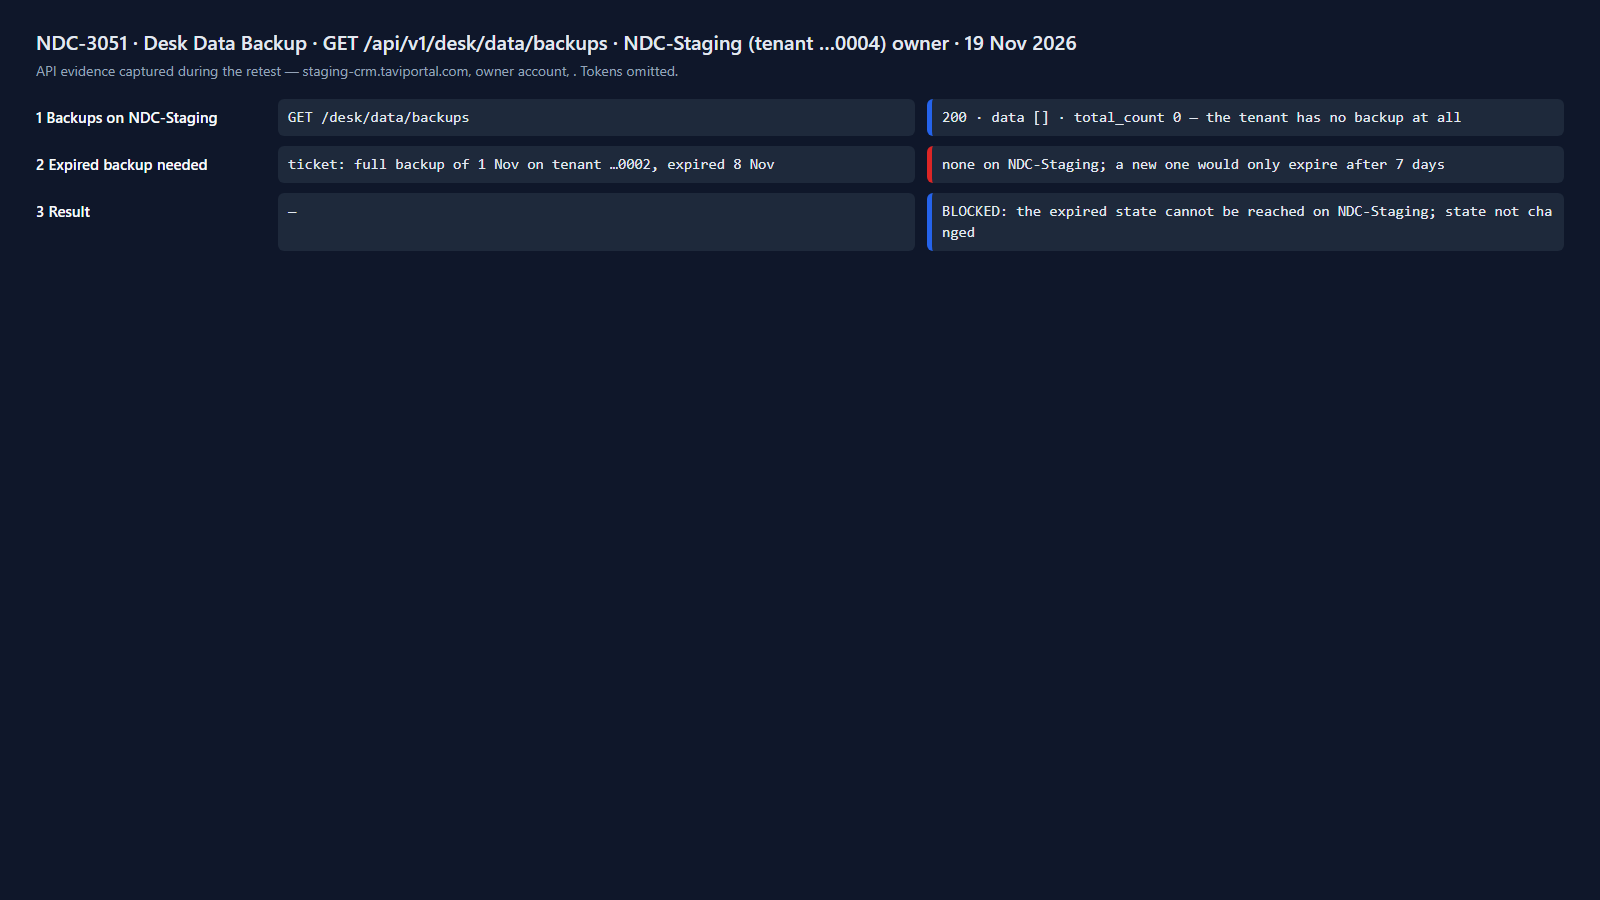 NDC-3051 · Desk Data Backup · GET /api/v1/desk/data/backups · NDC-Staging (tenant …0004) owner · 19 Nov 2026
API evidence captured during the retest — staging-crm.taviportal.com, owner account, . Tokens omitted.
1 Backups on NDC-Staging
GET /desk/data/backups
200 · data [] · total_count 0 — the tenant has no backup at all
2 Expired backup needed
ticket: full backup of 1 Nov on tenant …0002, expired 8 Nov
none on NDC-Staging; a new one would only expire after 7 days
3 Result
—
BLOCKED: the expired state cannot be reached on NDC-Staging; state not cha
nged